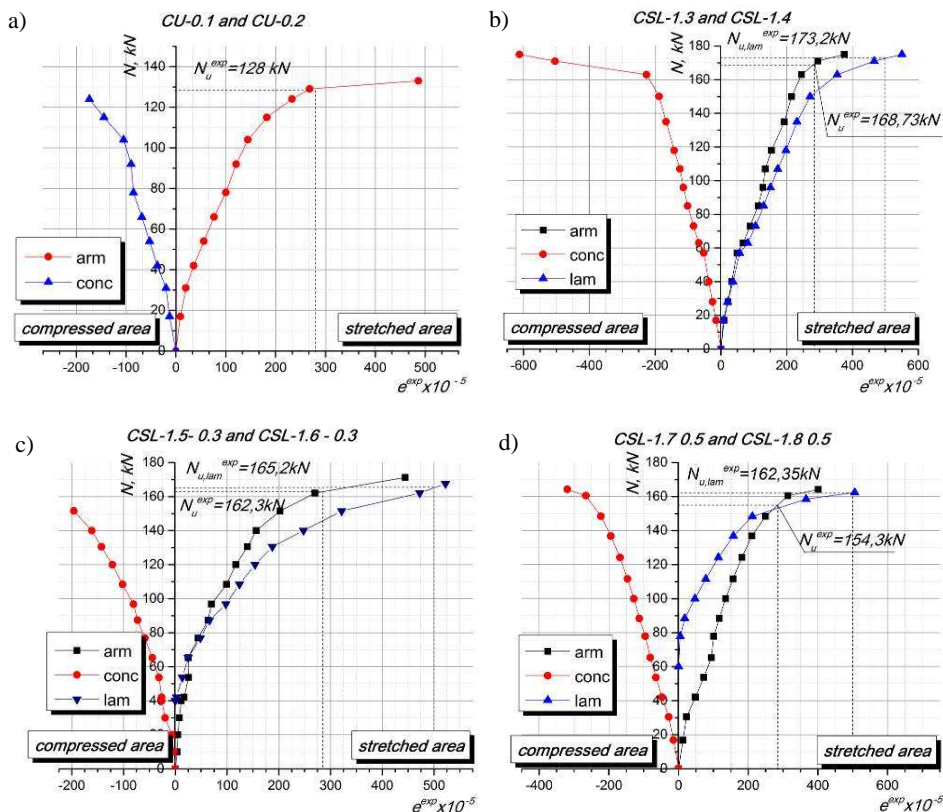 a)
CU-0.1 and CU-0.2
N, kN
N_u^exp=128 kN
140
120
100
80
60
40
20
0
arm
conc
compressed area
stretched area
-200 -100 0 100 200 300 400 500
e^exp x10^-5
b)
CSL-1.3 and CSL-1.4
N, kN
N_u,lam^exp=173,2kN
N_u^exp=168,73kN
180
160
140
120
100
80
60
40
20
0
arm
conc
lam
compressed area
stretched area
-600 -400 -200 0 200 400 600
e^exp x10^-5
c)
CSL-1.5- 0.3 and CSL-1.6 - 0.3
N, kN
N_u,lam^exp=165,2kN
N_u^exp=162,3kN
180
160
140
120
100
80
60
40
20
0
arm
conc
lam
compressed area
stretched area
-200 -100 0 100 200 300 400 500
e^exp x10^-5
d)
CSL-1.7 0.5 and CSL-1.8 0.5
N, kN
N_u,lam^exp=162,35kN
N_u^exp=154,3kN
180
160
140
120
100
80
60
40
20
0
arm
conc
lam
compressed area
stretched area
-400 -200 0 200 400 600
e^exp x10^-5